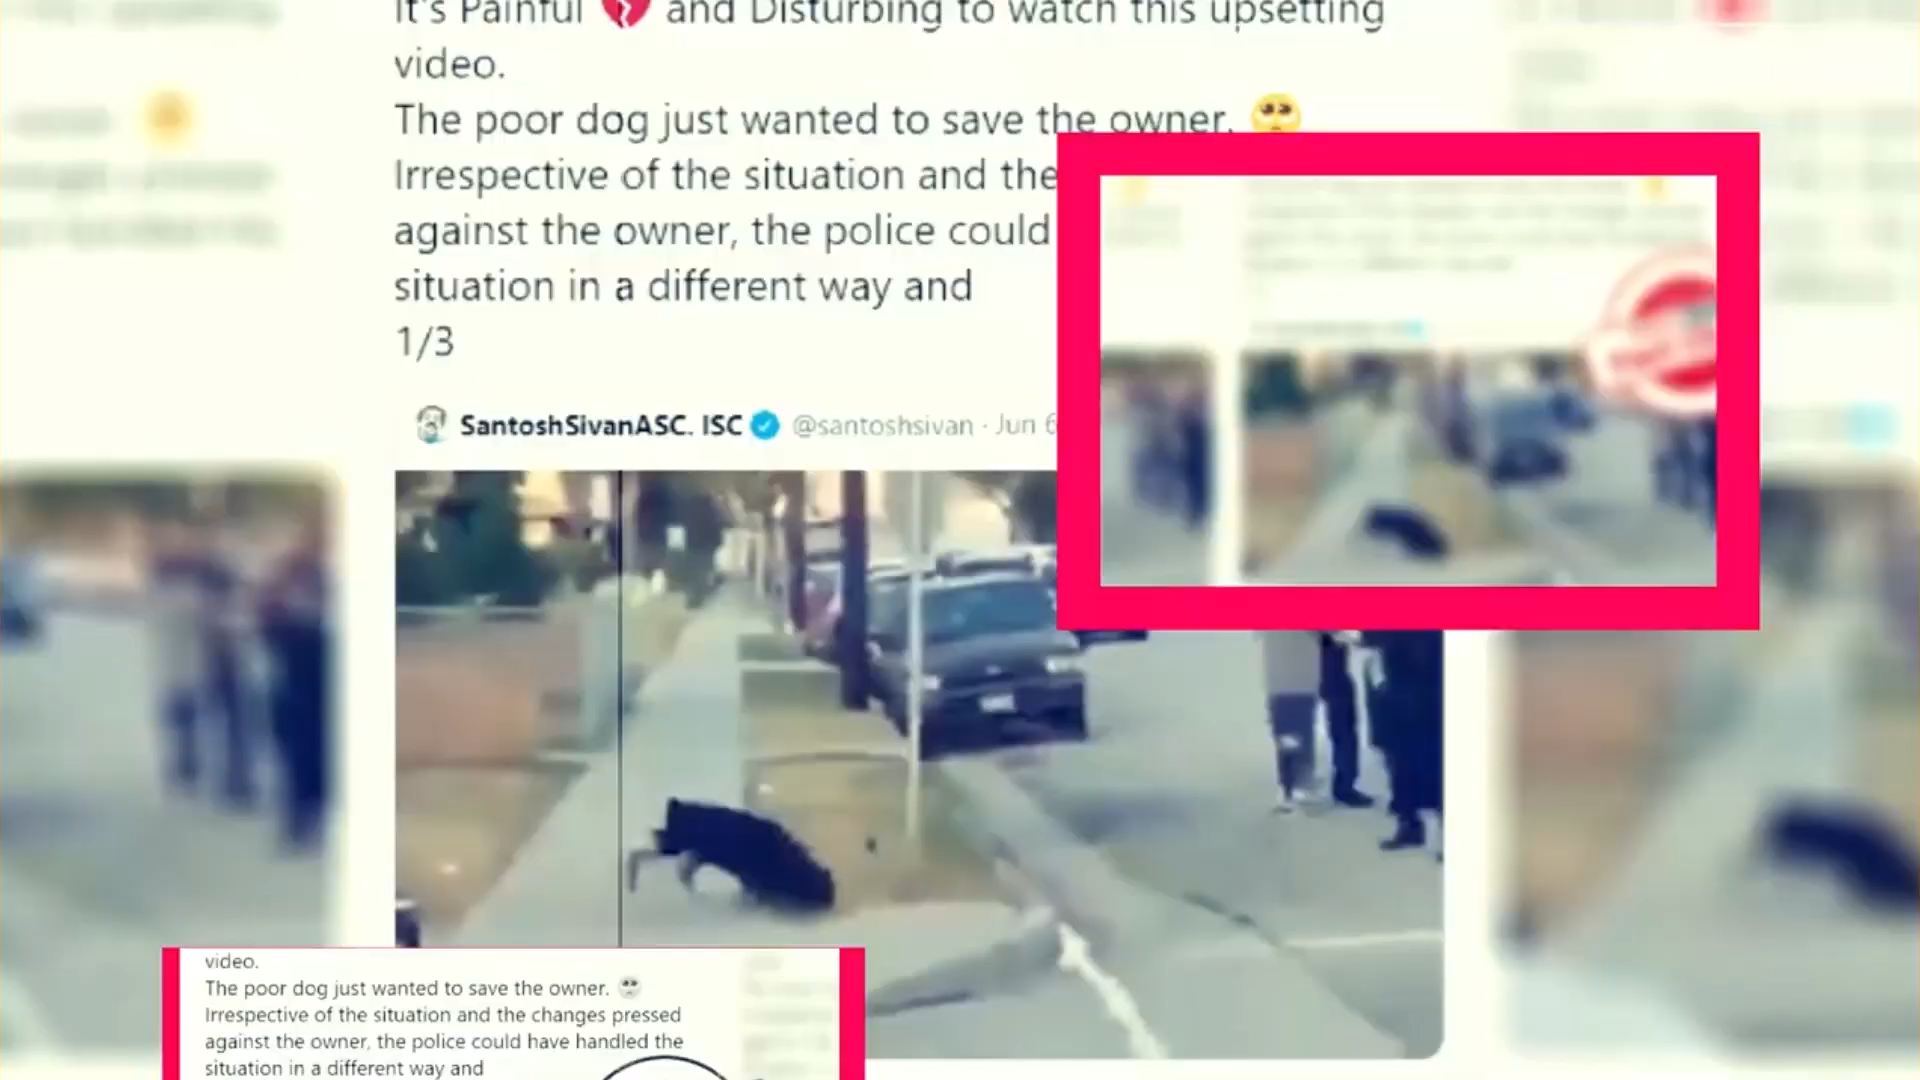 It's Painful 💔 and Disturbing to watch this upsetting
video.
The poor dog just wanted to save the owner. 🥺
Irrespective of the situation and the
against the owner, the police could
situation in a different way and
1/3
SantoshSivanASC. ISC @santoshsivan · Jun 6
video.
The poor dog just wanted to save the owner. 🥺
Irrespective of the situation and the changes pressed
against the owner, the police could have handled the
situation in a different way and